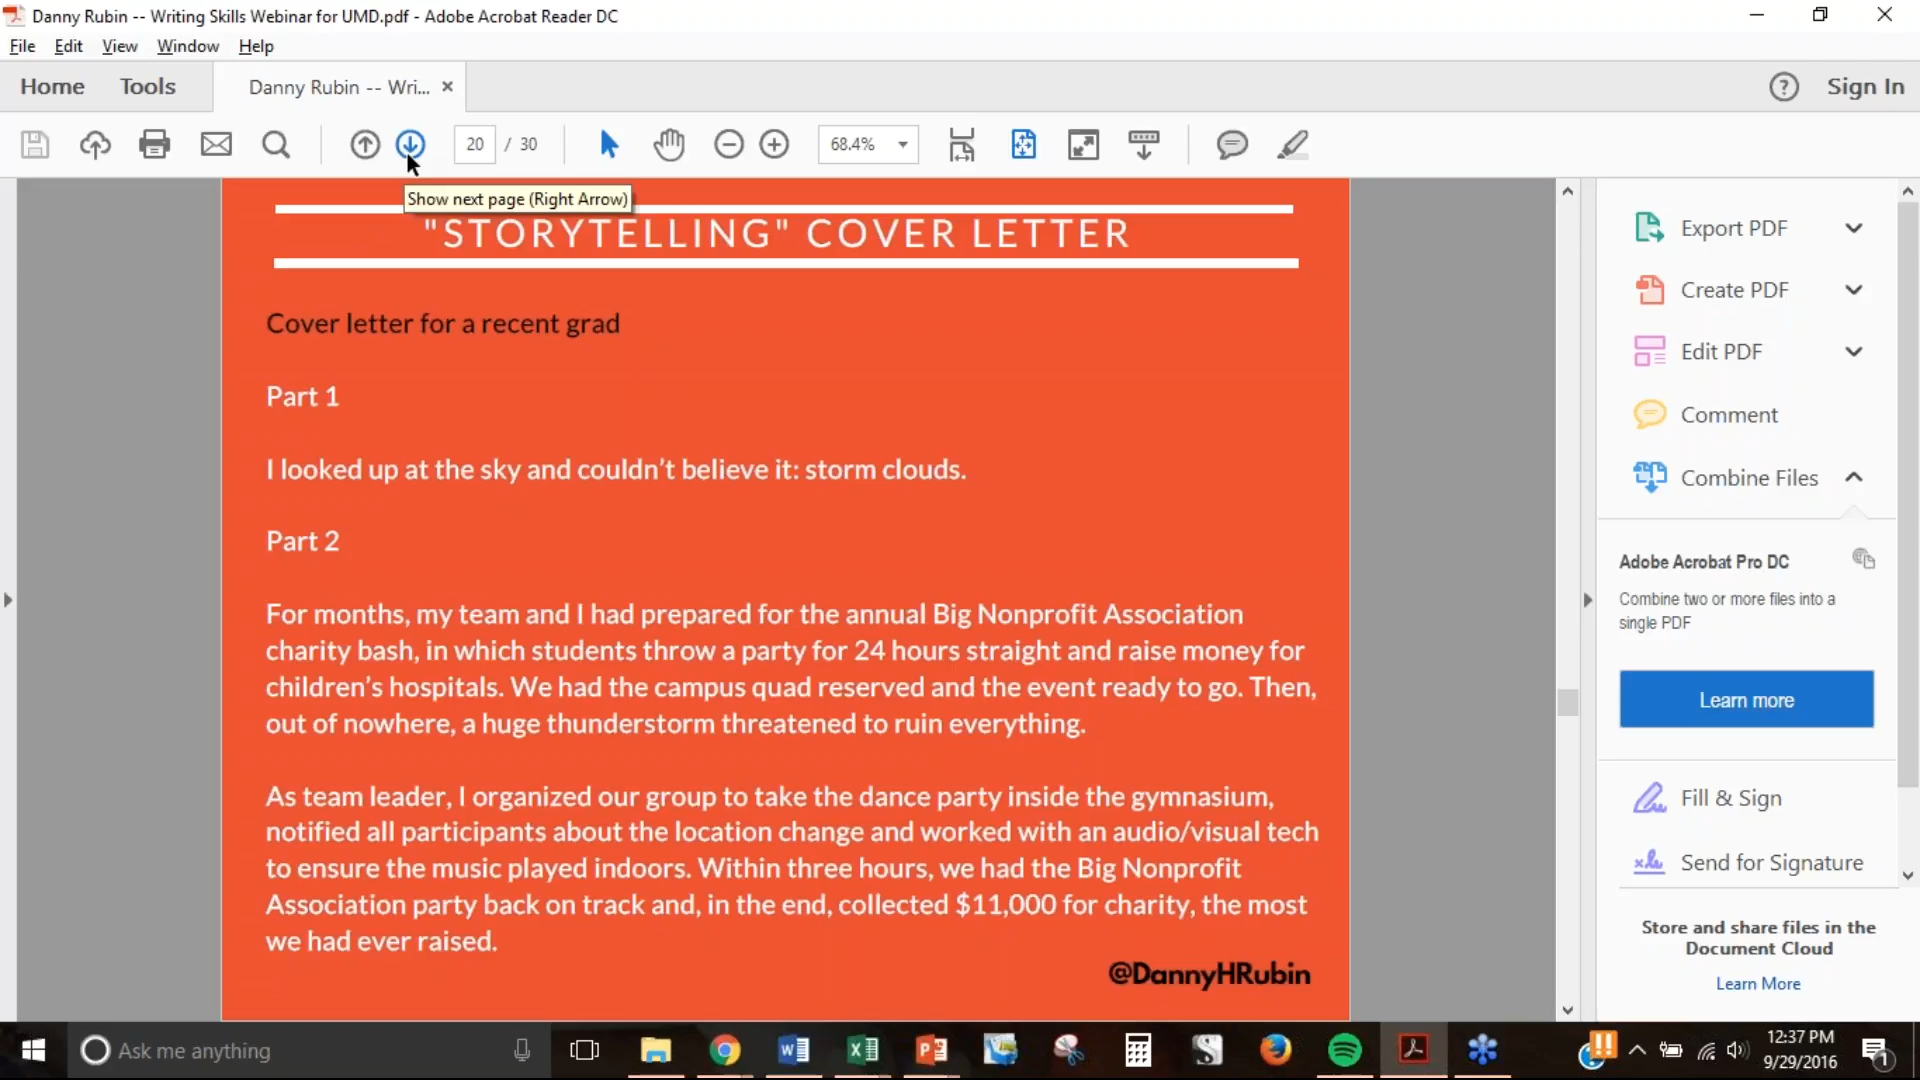 Danny Rubin -- Writing Skills Webinar for UMD.pdf - Adobe Acrobat Reader DC
File Edit View Window Help
Home Tools Danny Rubin -- Wri... × ? Sign In
20 / 30 68.4%
Show next page (Right Arrow)
"STORYTELLING" COVER LETTER
Cover letter for a recent grad
Part 1
I looked up at the sky and couldn’t believe it: storm clouds.
Part 2
For months, my team and I had prepared for the annual Big Nonprofit Association
charity bash, in which students throw a party for 24 hours straight and raise money for
children’s hospitals. We had the campus quad reserved and the event ready to go. Then,
out of nowhere, a huge thunderstorm threatened to ruin everything.
As team leader, I organized our group to take the dance party inside the gymnasium,
notified all participants about the location change and worked with an audio/visual tech
to ensure the music played indoors. Within three hours, we had the Big Nonprofit
Association party back on track and, in the end, collected $11,000 for charity, the most
we had ever raised.
@DannyHRubin
Export PDF
Create PDF
Edit PDF
Comment
Combine Files
Adobe Acrobat Pro DC
Combine two or more files into a
single PDF
Learn more
Fill & Sign
Send for Signature
Store and share files in the
Document Cloud
Learn More
Ask me anything
12:37 PM
9/29/2016
1